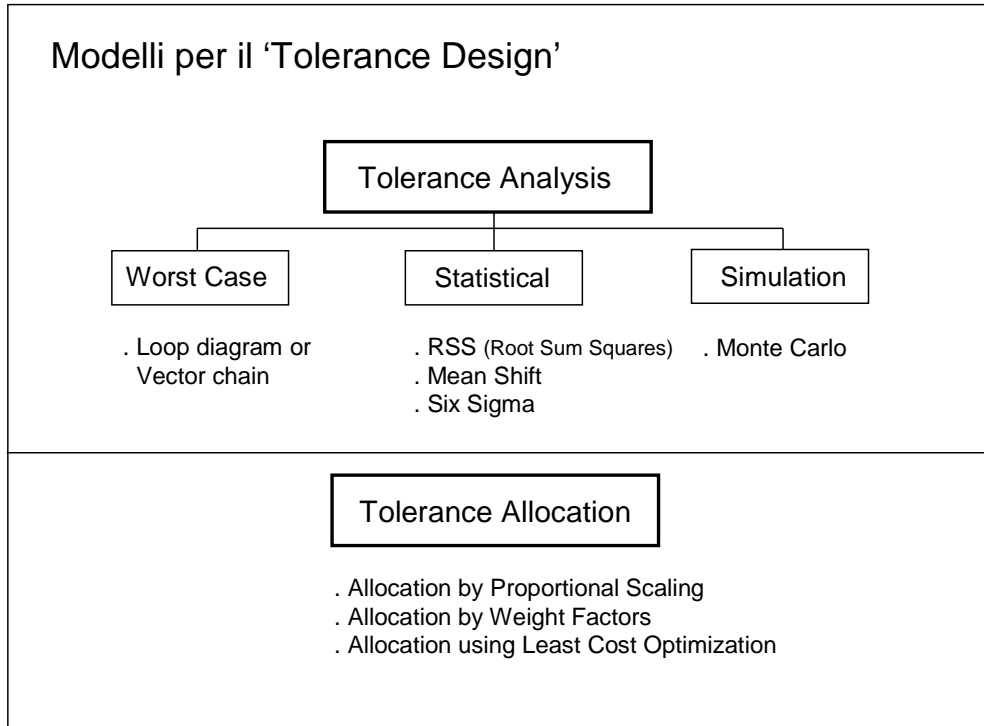 Modelli per il ‘Tolerance Design’
Tolerance Analysis
Worst Case
. Loop diagram or
Vector chain
Statistical
. RSS (Root Sum Squares)
. Mean Shift
. Six Sigma
Simulation
. Monte Carlo
Tolerance Allocation
. Allocation by Proportional Scaling
. Allocation by Weight Factors
. Allocation using Least Cost Optimization